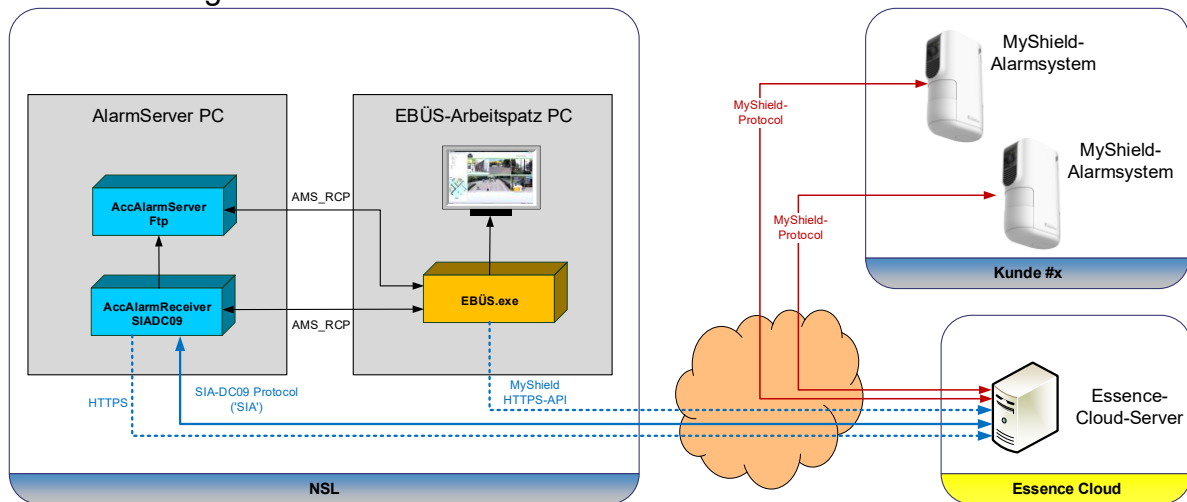 AlarmServer PC
AccAlarmServer
Ftp
AccAlarmReceiver
SIADC09
EBÜS-Arbeitspatz PC
EBÜS.exe
AMS_RCP
AMS_RCP
HTTPS
SIA-DC09 Protocol
('SIA')
MyShield
HTTPS-API
NSL
MyShield-
Protocol
MyShield-
Protocol
MyShield-
Alarmsystem
MyShield-
Alarmsystem
Kunde #x
Essence-
Cloud-Server
Essence Cloud